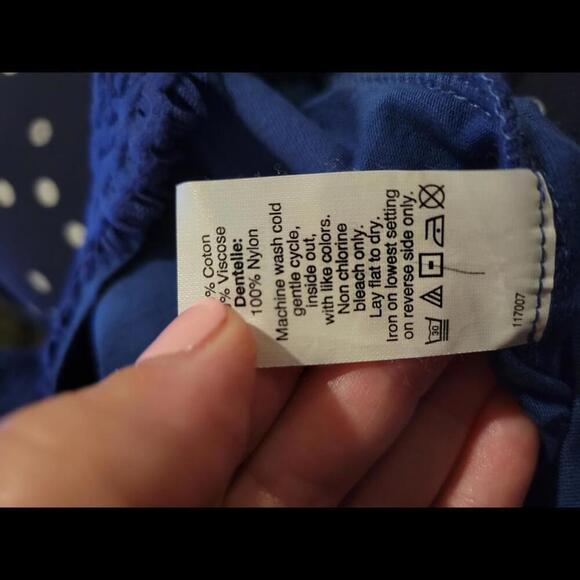 % Coton
% Viscose
Dentelle:
100% Nylon
Machine wash cold
gentle cycle,
inside out,
with like colors.
Non chlorine
bleach only.
Lay flat to dry.
Iron on lowest setting
on reverse side only.
30
117007